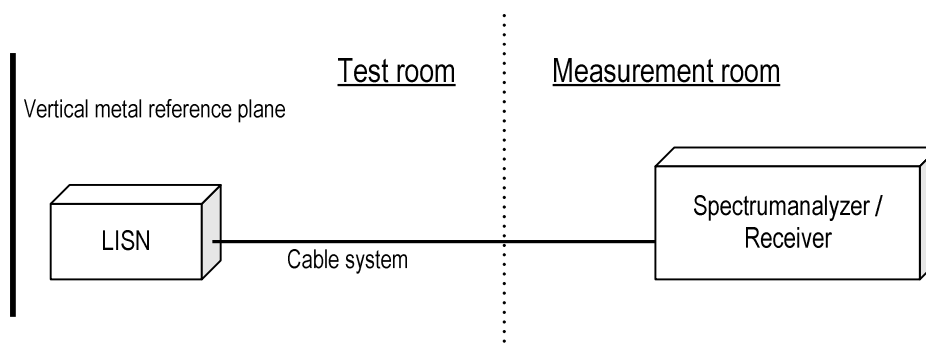 Test room
Measurement room
Vertical metal reference plane
LISN
Cable system
Spectrumanalyzer /
Receiver